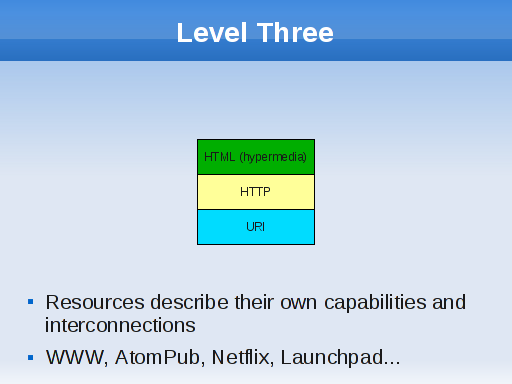 Level Three
HTML (hypermedia)
HTTP
URI
Resources describe their own capabilities and
interconnections
WWW, AtomPub, Netflix, Launchpad...